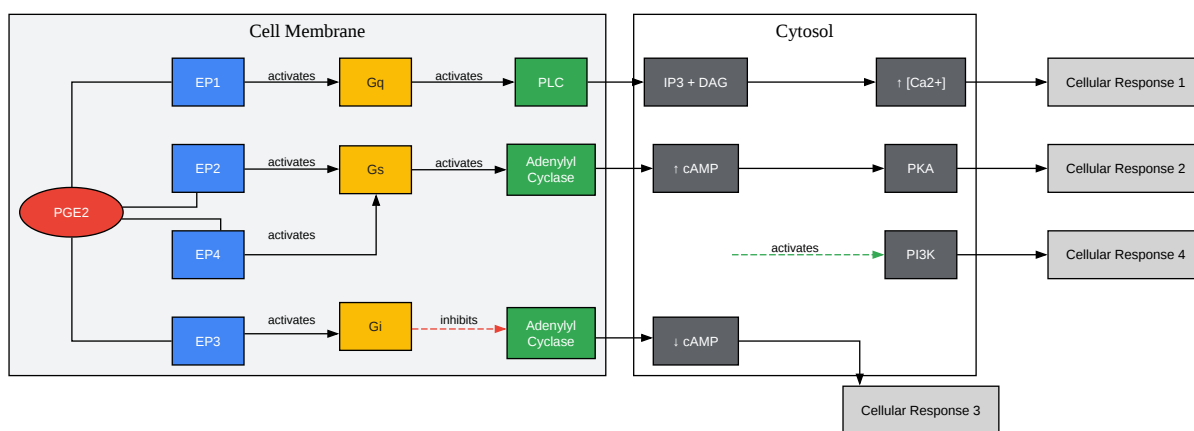 Cell Membrane
Cytosol
EP1
activates
Gq
activates
PLC
IP3 + DAG
↑ [Ca2+]
Cellular Response 1
EP2
activates
Gs
activates
Adenylyl
Cyclase
↑ cAMP
PKA
Cellular Response 2
PGE2
EP4
activates
activates
PI3K
Cellular Response 4
EP3
activates
Gi
inhibits
Adenylyl
Cyclase
↓ cAMP
Cellular Response 3